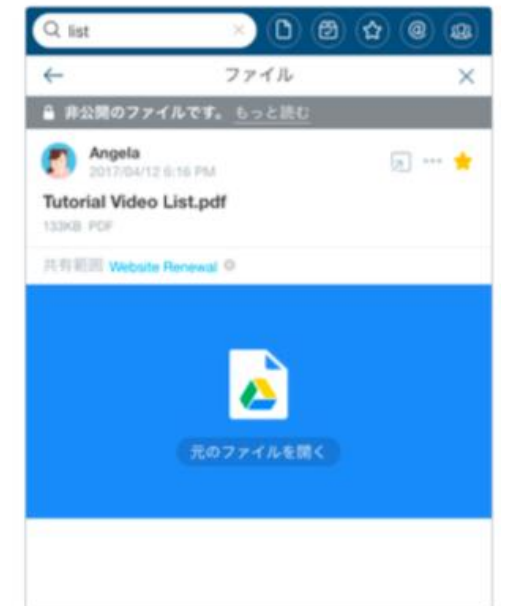 list
ファイル
非公開のファイルです。 もっと読む
Angela
2017/04/12 6:16 PM
Tutorial Video List.pdf
133KB PDF
共有範囲 Website Renewal
元のファイルを開く